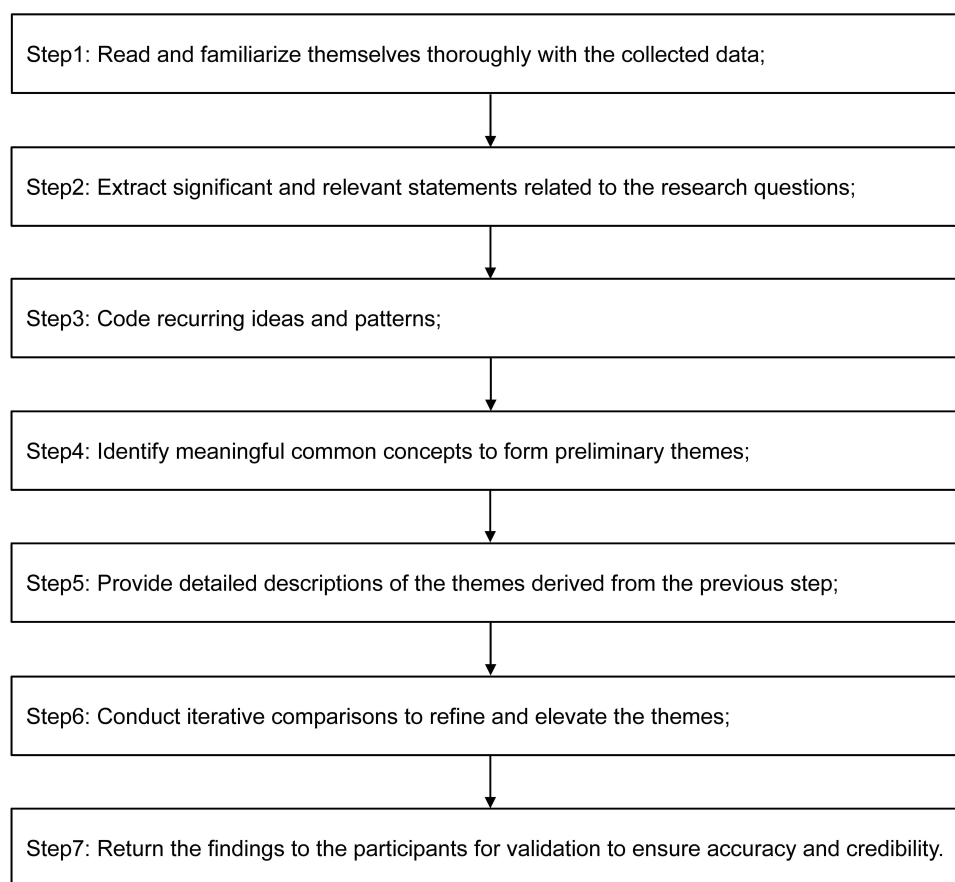 Step1: Read and familiarize themselves thoroughly with the collected data;
Step2: Extract significant and relevant statements related to the research questions;
Step3: Code recurring ideas and patterns;
Step4: Identify meaningful common concepts to form preliminary themes;
Step5: Provide detailed descriptions of the themes derived from the previous step;
Step6: Conduct iterative comparisons to refine and elevate the themes;
Step7: Return the findings to the participants for validation to ensure accuracy and credibility.